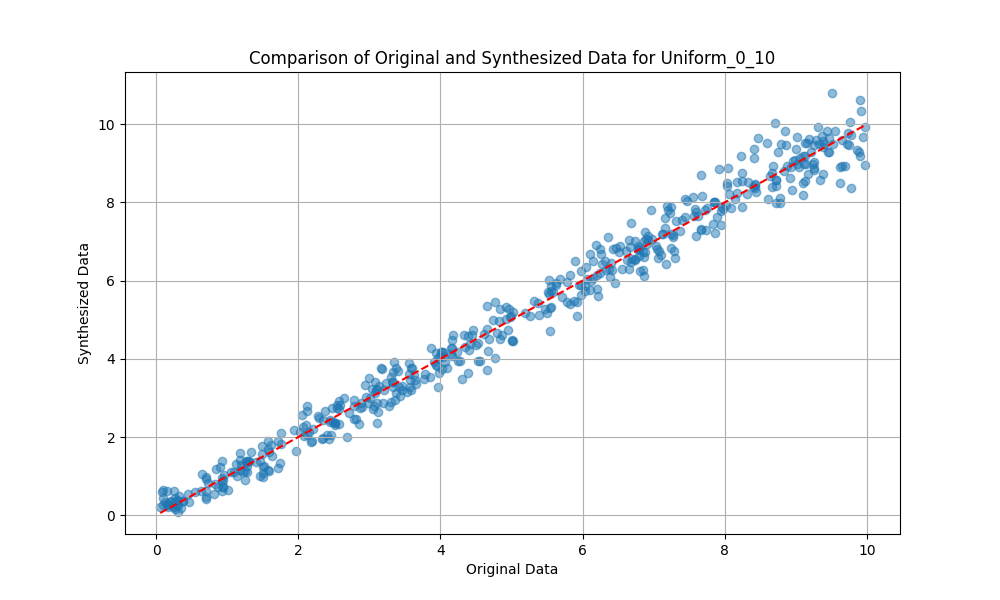 Comparison of Original and Synthesized Data for Uniform_0_10
Synthesized Data
10
8
6
4
2
0
0 2 4 6 8 10
Original Data